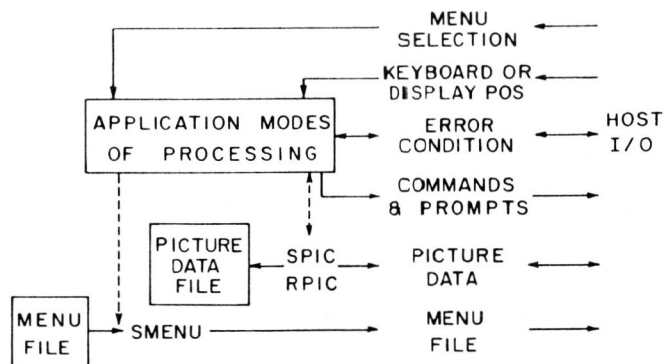 MENU
SELECTION
KEYBOARD OR
DISPLAY POS
APPLICATION MODES
OF PROCESSING
ERROR
CONDITION
HOST
I/O
COMMANDS
& PROMPTS
PICTURE
DATA
FILE
SPIC
RPIC
PICTURE
DATA
MENU
FILE
SMENU
MENU
FILE